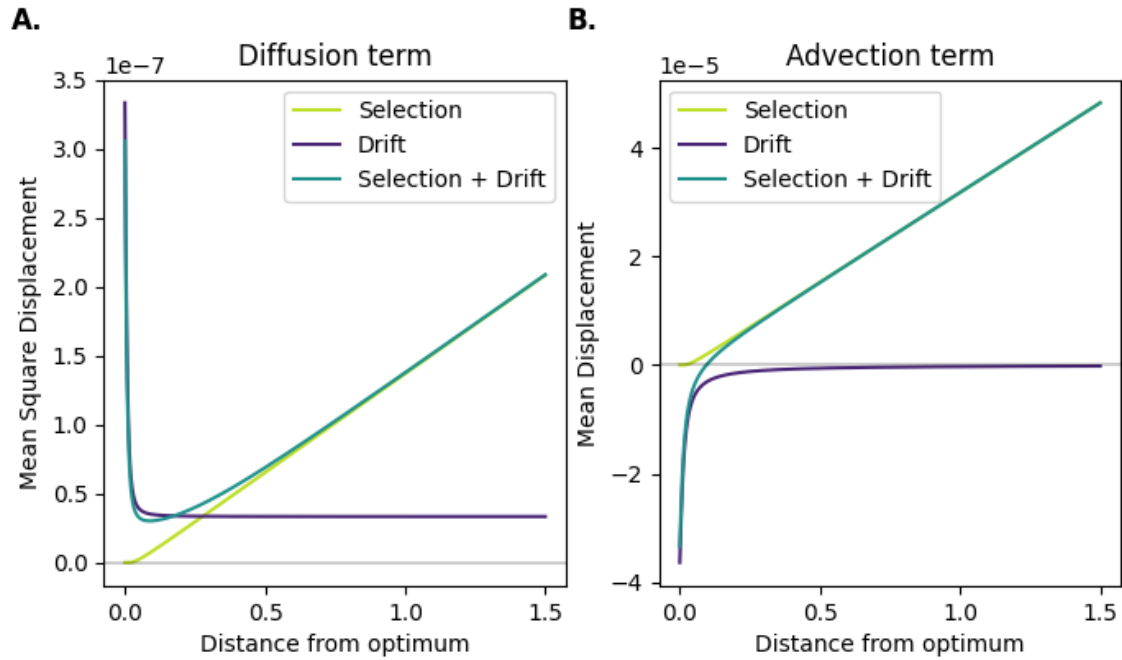 A.
Diffusion term
1e−7
3.5
3.0
2.5
2.0
1.5
1.0
0.5
0.0
Mean Square Displacement
Selection
Drift
Selection + Drift
0.0 0.5 1.0 1.5
Distance from optimum
B.
Advection term
1e−5
4
2
0
−2
−4
Mean Displacement
Selection
Drift
Selection + Drift
0.0 0.5 1.0 1.5
Distance from optimum